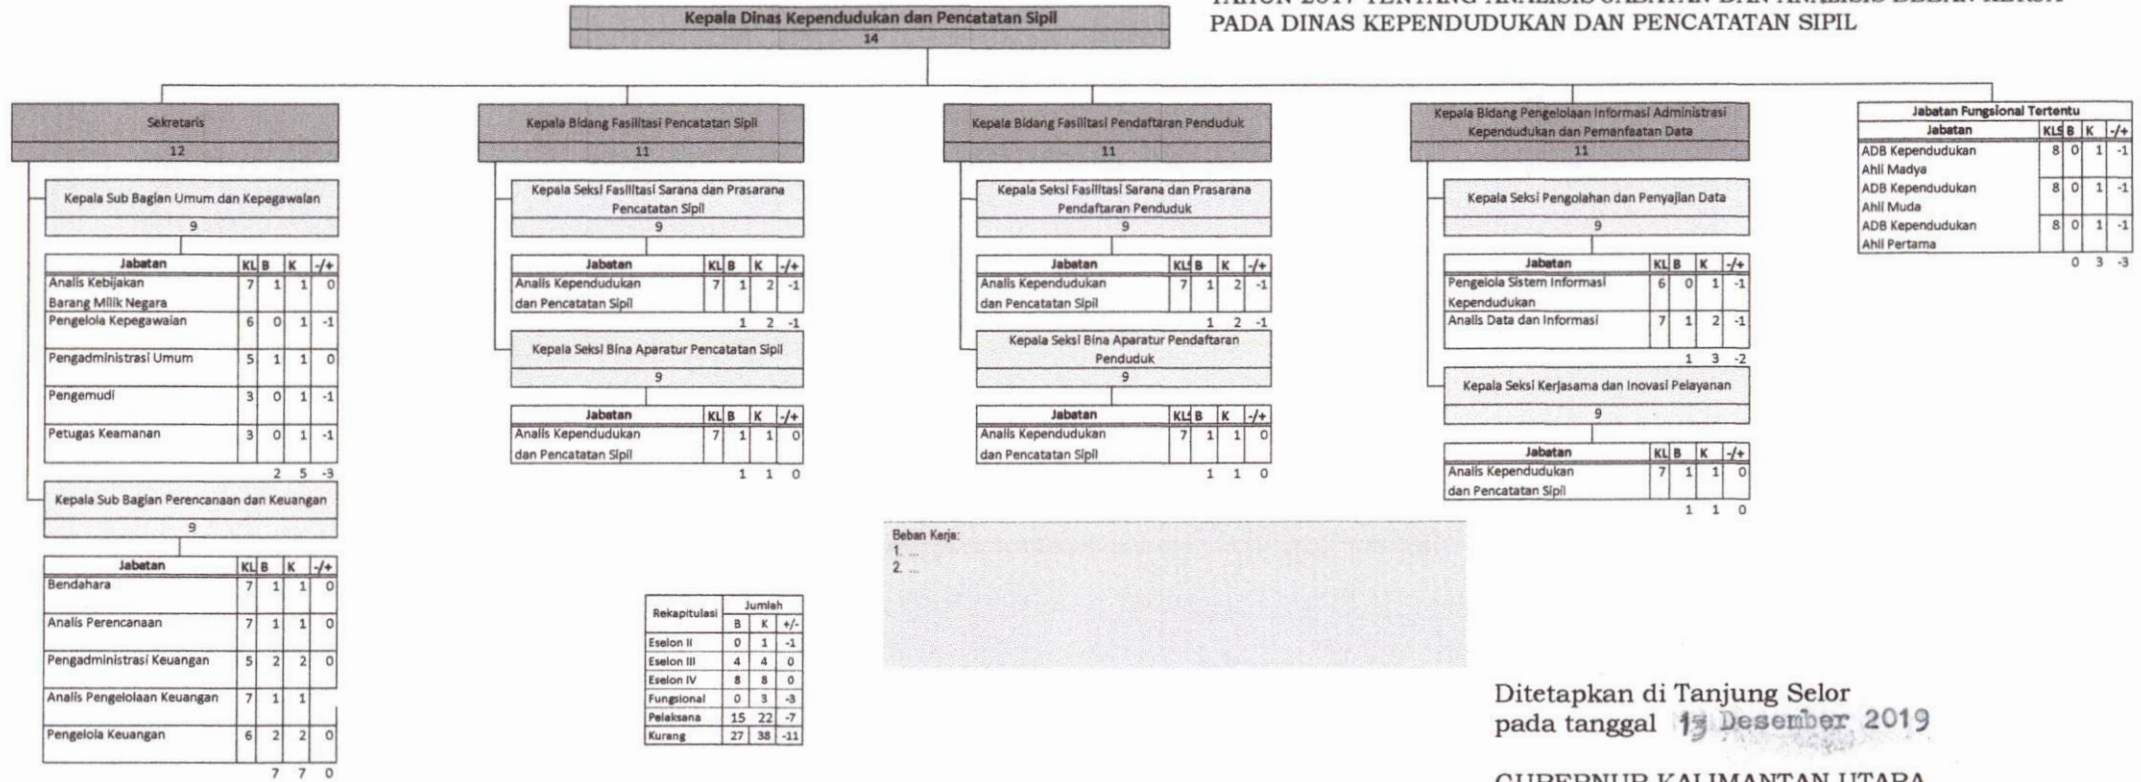 TAHUN 2017 TENTANG ANALISIS JABATAN DAN ANALISIS BEBAN KERJA
PADA DINAS KEPENDUDUKAN DAN PENCATATAN SIPIL
Kepala Dinas Kependudukan dan Pencatatan Sipil
14
Sekretaris
12
Kepala Sub Bagian Umum dan Kepegawaian
9
Jabatan KL B K -/+
Analis Kebijakan 7 1 1 0
Barang Milik Negara
Pengelola Kepegawaian 6 0 1 -1
Pengadministrasi Umum 5 1 1 0
Pengemudi 3 0 1 -1
Petugas Keamanan 3 0 1 -1
2 5 -3
Kepala Sub Bagian Perencanaan dan Keuangan
9
Jabatan KL B K -/+
Bendahara 7 1 1 0
Analis Perencanaan 7 1 1 0
Pengadministrasi Keuangan 5 2 2 0
Analis Pengelolaan Keuangan 7 1 1
Pengelola Keuangan 6 2 2 0
7 7 0
Kepala Bidang Fasilitasi Pencatatan Sipil
11
Kepala Seksi Fasilitasi Sarana dan Prasarana
Pencatatan Sipil
9
Jabatan KL B K -/+
Analis Kependudukan 7 1 2 -1
dan Pencatatan Sipil
1 2 -1
Kepala Seksi Bina Aparatur Pencatatan Sipil
9
Jabatan KL B K -/+
Analis Kependudukan 7 1 1 0
dan Pencatatan Sipil
1 1 0
Kepala Bidang Fasilitasi Pendaftaran Penduduk
11
Kepala Seksi Fasilitasi Sarana dan Prasarana
Pendaftaran Penduduk
9
Jabatan KLS B K -/+
Analis Kependudukan 7 1 2 -1
dan Pencatatan Sipil
1 2 -1
Kepala Seksi Bina Aparatur Pendaftaran
Penduduk
9
Jabatan KLS B K -/+
Analis Kependudukan 7 1 1 0
dan Pencatatan Sipil
1 1 0
Kepala Bidang Pengelolaan Informasi Administrasi
Kependudukan dan Pemanfaatan Data
11
Kepala Seksi Pengolahan dan Penyajian Data
9
Jabatan KL B K -/+
Pengelola Sistem Informasi 6 0 1 -1
Kependudukan
Analis Data dan Informasi 7 1 2 -1
1 3 -2
Kepala Seksi Kerjasama dan Inovasi Pelayanan
9
Jabatan KL B K -/+
Analis Kependudukan 7 1 1 0
dan Pencatatan Sipil
1 1 0
Jabatan Fungsional Tertentu
Jabatan KLS B K -/+
ADB Kependudukan 8 0 1 -1
Ahli Madya
ADB Kependudukan 8 0 1 -1
Ahli Muda
ADB Kependudukan 8 0 1 -1
Ahli Pertama
0 3 -3
Rekapitulasi Jumlah
B K +/-
Eselon II 0 1 -1
Eselon III 4 4 0
Eselon IV 8 8 0
Fungsional 0 3 -3
Pelaksana 15 22 -7
Kurang 27 38 -11
Beban Kerja:
1. ...
2. ...
Ditetapkan di Tanjung Selor
pada tanggal Desember 2019
GUBERNUR KALIMANTAN UTARA